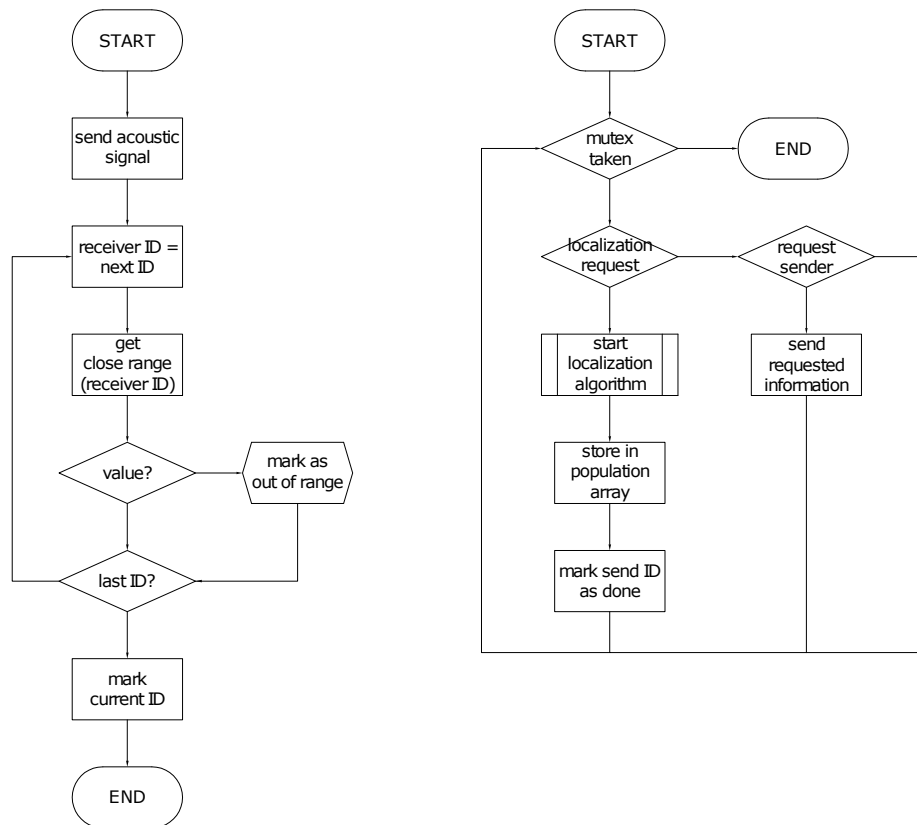 START
send acoustic
signal
receiver ID =
next ID
get
close range
(receiver ID)
value?
mark as
out of range
last ID?
mark
current ID
END
START
mutex
taken
END
localization
request
request
sender
start
localization
algorithm
send
requested
information
store in
population
array
mark send ID
as done